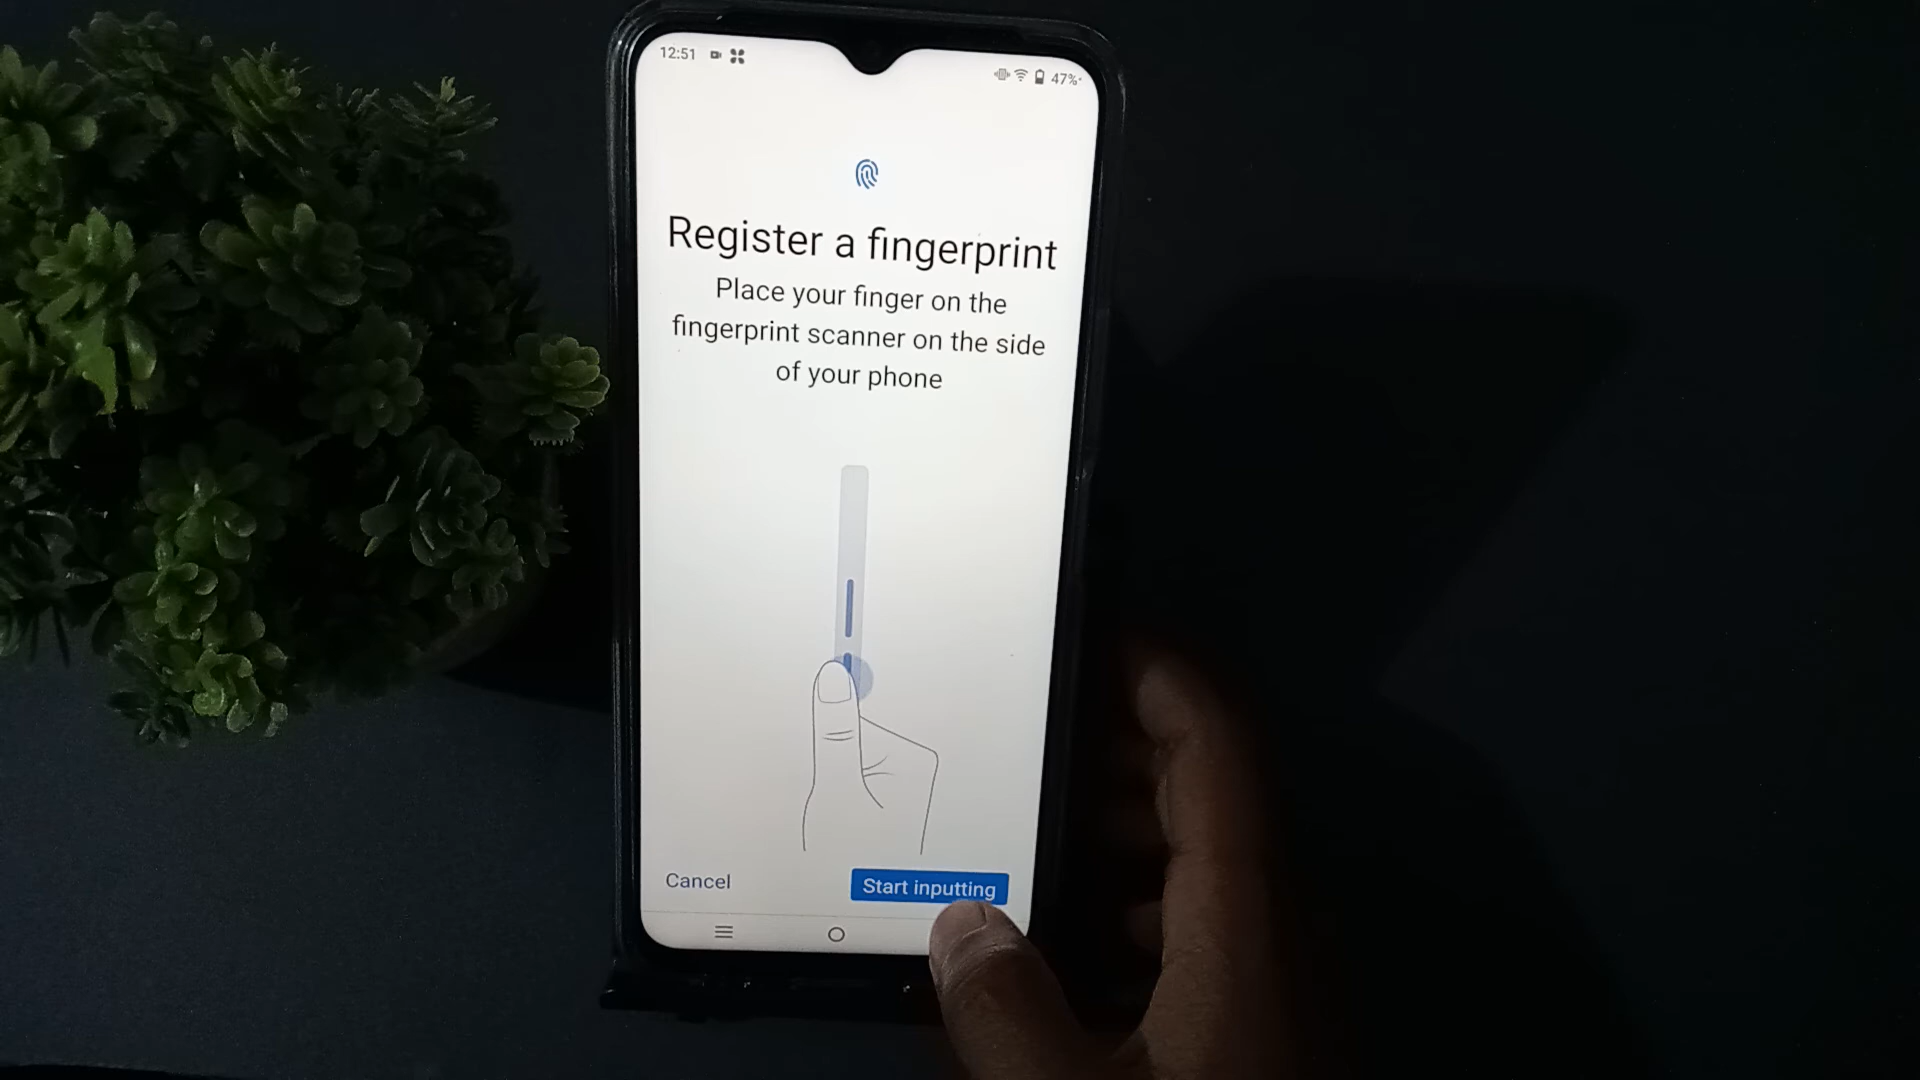 12:51
47%
Register a fingerprint
Place your finger on the
fingerprint scanner on the side
of your phone
Cancel
Start inputting